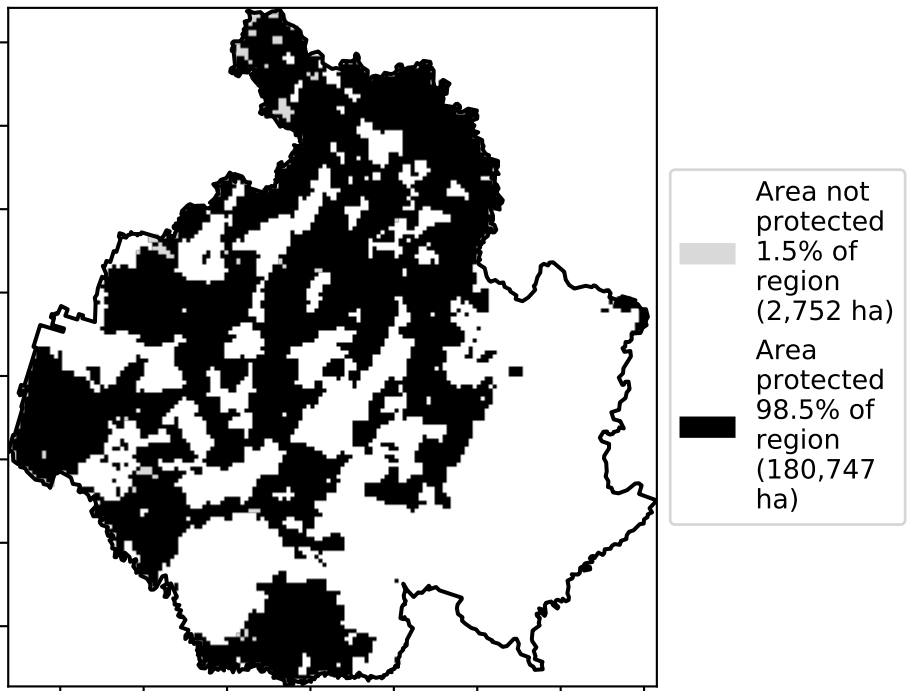 Area not
protected
1.5% of
region
(2,752 ha)
Area
protected
98.5% of
region
(180,747
ha)